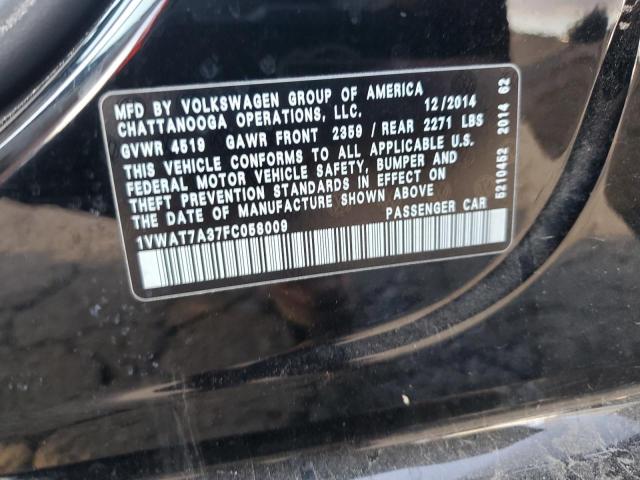 MFD BY VOLKSWAGEN GROUP OF AMERICA
CHATTANOOGA OPERATIONS, LLC. 12/2014
GVWR 4519 GAWR FRONT 2359 / REAR 2271 LBS
THIS VEHICLE CONFORMS TO ALL APPLICABLE U.S.
FEDERAL MOTOR VEHICLE SAFETY, BUMPER AND
THEFT PREVENTION STANDARDS IN EFFECT ON
THE DATE OF MANUFACTURE SHOWN ABOVE
1VWAT7A37FC058009 PASSENGER CAR
5210452 2014 02